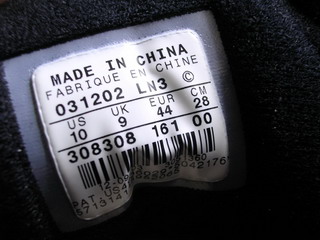 MADE IN CHINA
FABRIQUE EN CHINE
031202 LN3 ©
US UK EUR CM
10 9 44 28
308308 161 00